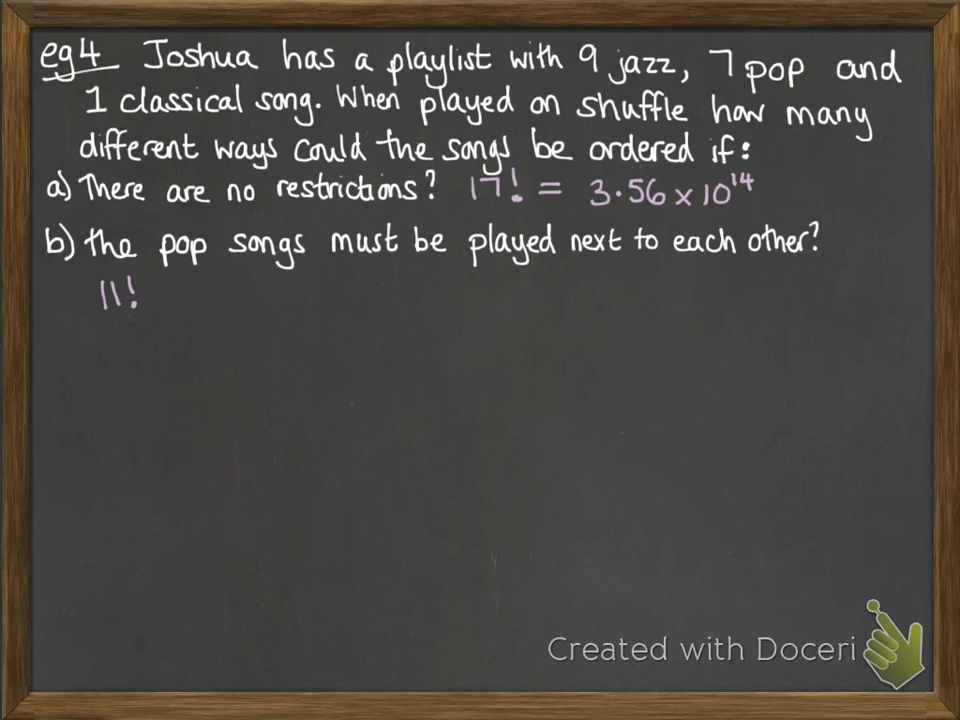 eg4 Joshua has a playlist with 9 jazz, 7 pop and
1 classical song. When played on shuffle how many
different ways could the songs be ordered if:
a) There are no restrictions? 17! = 3.56 x 10^14
b) the pop songs must be played next to each other?
11!
Created with Doceri